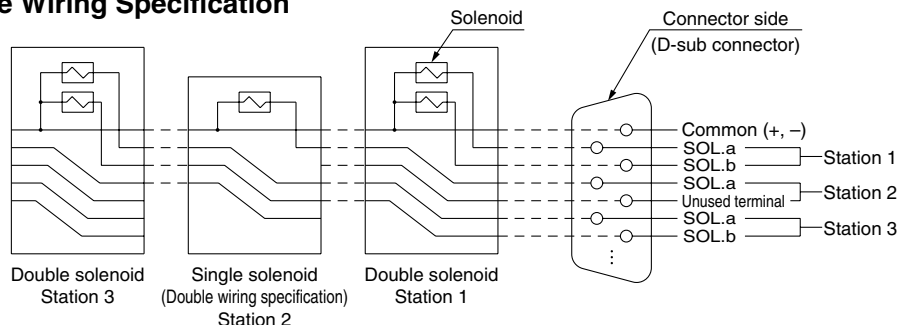 e Wiring Specification
Solenoid
Connector side
(D-sub connector)
Common (+, –)
SOL.a
SOL.b
Station 1
SOL.a
Unused terminal
Station 2
SOL.a
SOL.b
Station 3
Double solenoid
Station 3
Single solenoid
(Double wiring specification)
Station 2
Double solenoid
Station 1